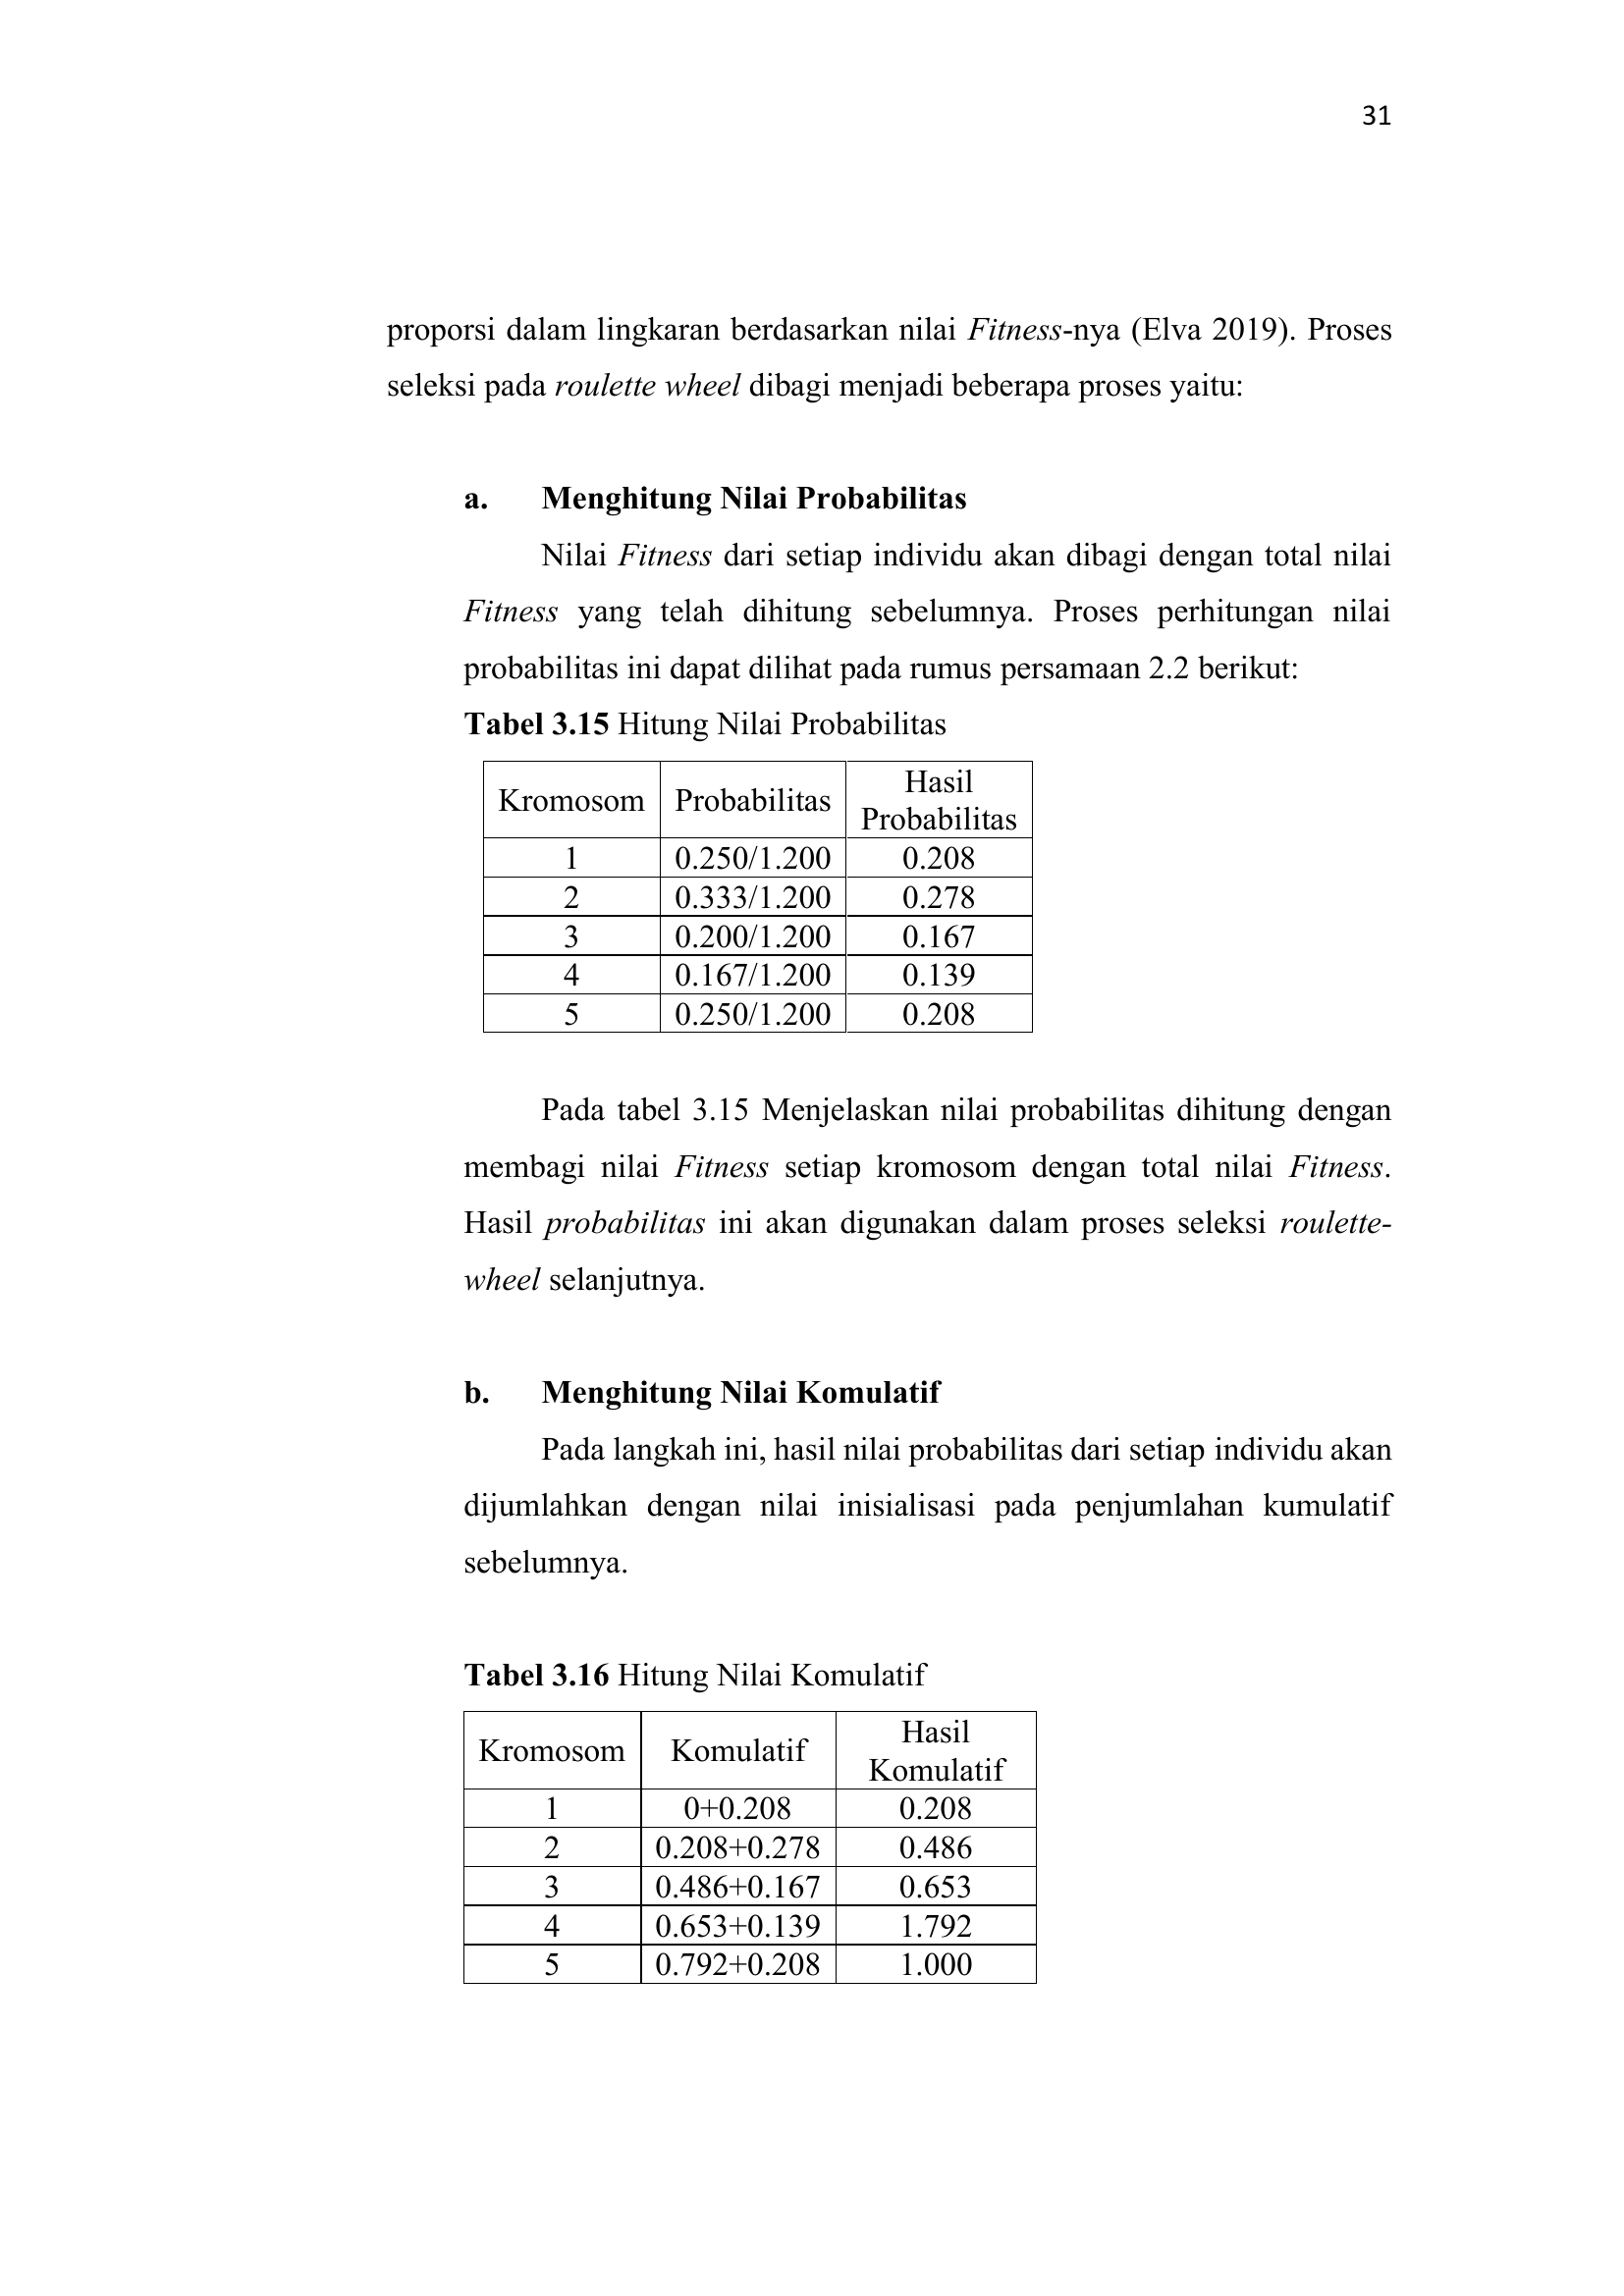 31
proporsi dalam lingkaran berdasarkan nilai Fitness-nya (Elva 2019). Proses
seleksi pada roulette wheel dibagi menjadi beberapa proses yaitu:
a. Menghitung Nilai Probabilitas
Nilai Fitness dari setiap individu akan dibagi dengan total nilai
Fitness yang telah dihitung sebelumnya. Proses perhitungan nilai
probabilitas ini dapat dilihat pada rumus persamaan 2.2 berikut:
Tabel 3.15 Hitung Nilai Probabilitas
Kromosom Probabilitas Hasil
Probabilitas
1 0.250/1.200 0.208
2 0.333/1.200 0.278
3 0.200/1.200 0.167
4 0.167/1.200 0.139
5 0.250/1.200 0.208
Pada tabel 3.15 Menjelaskan nilai probabilitas dihitung dengan
membagi nilai Fitness setiap kromosom dengan total nilai Fitness.
Hasil probabilitas ini akan digunakan dalam proses seleksi roulette-
wheel selanjutnya.
b. Menghitung Nilai Komulatif
Pada langkah ini, hasil nilai probabilitas dari setiap individu akan
dijumlahkan dengan nilai inisialisasi pada penjumlahan kumulatif
sebelumnya.
Tabel 3.16 Hitung Nilai Komulatif
Kromosom Komulatif Hasil
Komulatif
1 0+0.208 0.208
2 0.208+0.278 0.486
3 0.486+0.167 0.653
4 0.653+0.139 1.792
5 0.792+0.208 1.000